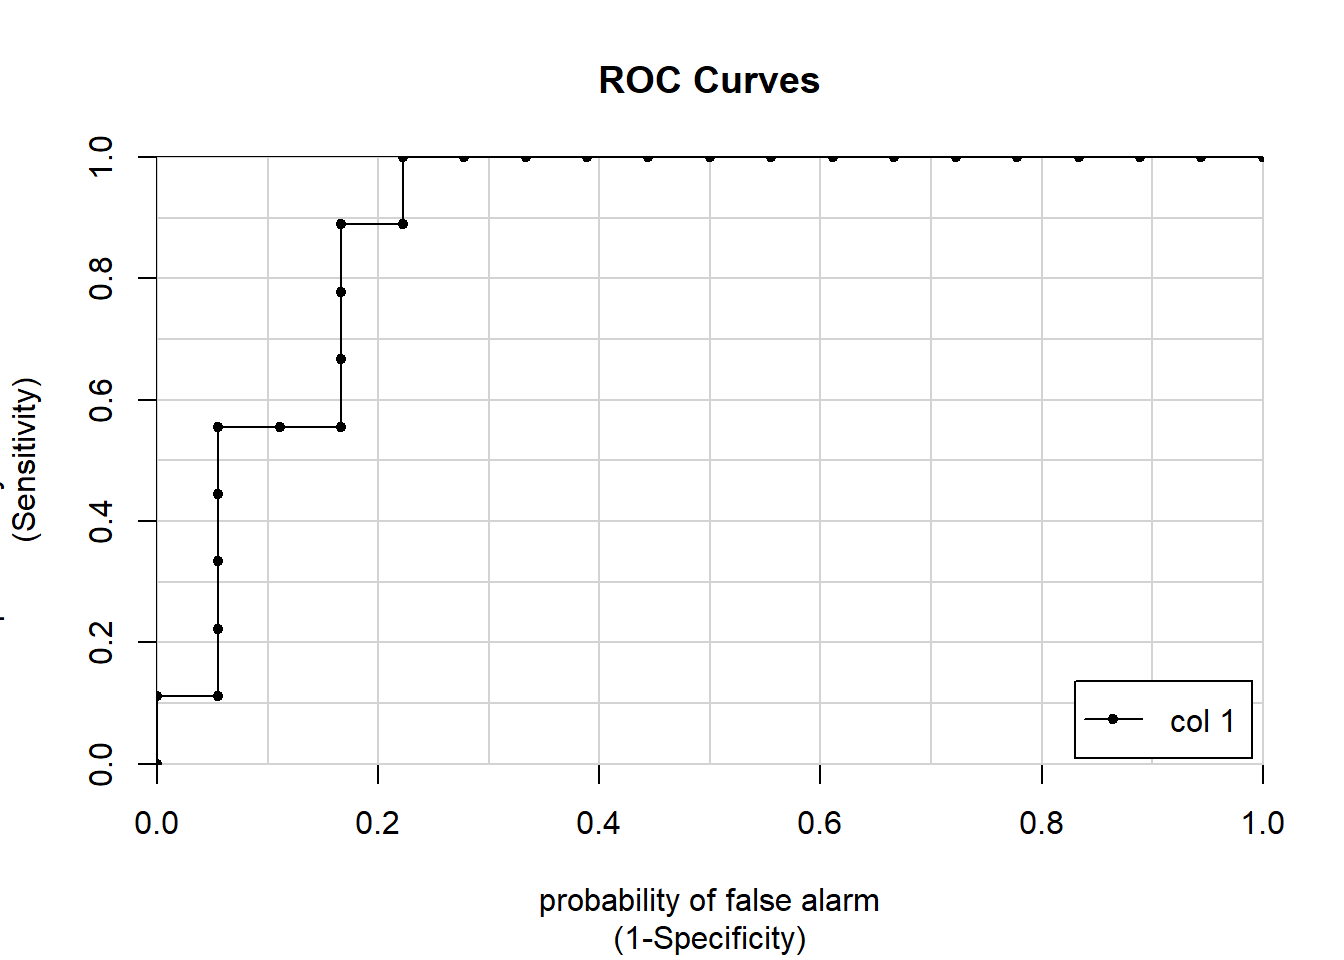 ROC Curves
(Sensitivity)
1.0
0.8
0.6
0.4
0.2
0.0
col 1
0.0 0.2 0.4 0.6 0.8 1.0
probability of false alarm
(1-Specificity)